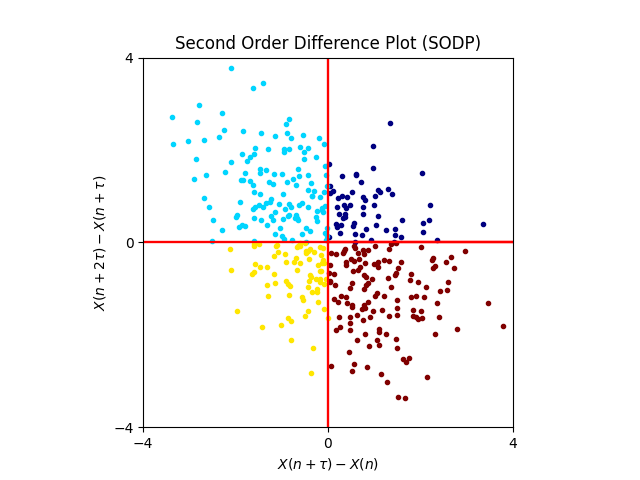 Second Order Difference Plot (SODP)
4
0
−4
X(n + 2τ) − X(n + τ)
−4 0 4
X(n + τ) − X(n)